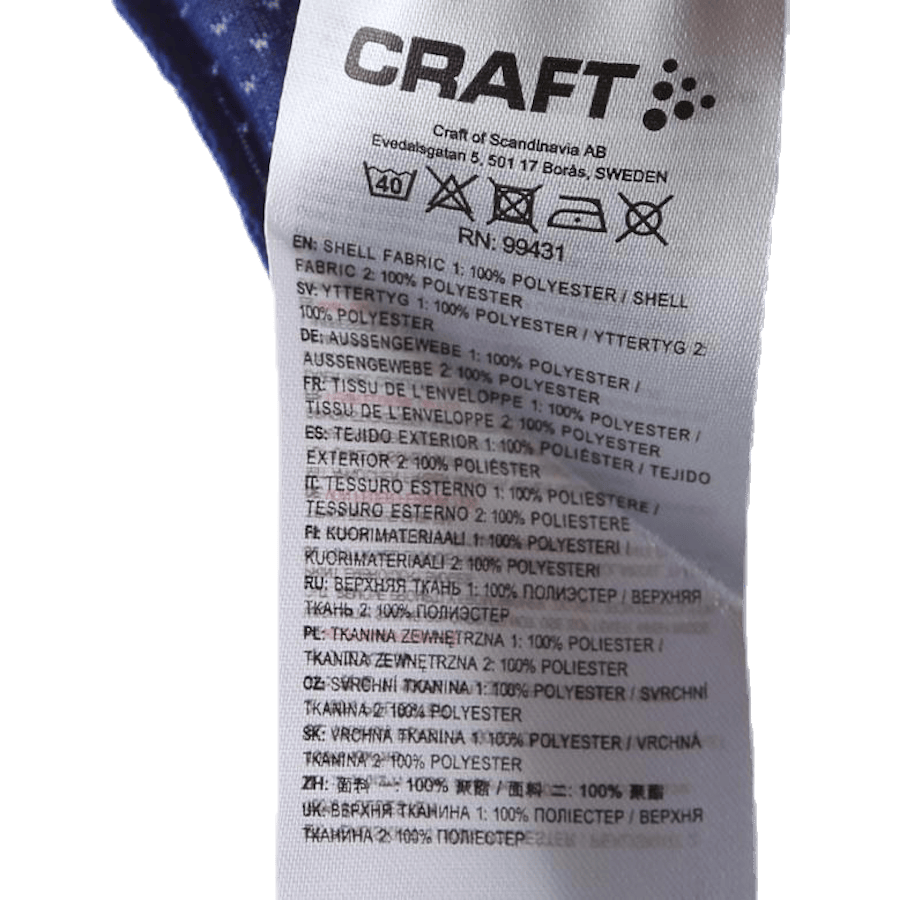 CRAFT
Craft of Scandinavia AB
Evedalsgatan 5, 501 17 Borås, SWEDEN
40
RN: 99431
EN: SHELL FABRIC 1: 100% POLYESTER / SHELL
FABRIC 2: 100% POLYESTER
SV: YTTERTYG 1: 100% POLYESTER / YTTERTYG 2:
100% POLYESTER
DE: AUSSENGEWEBE 1: 100% POLYESTER /
AUSSENGEWEBE 2: 100% POLYESTER
FR: TISSU DE L'ENVELOPPE 1: 100% POLYESTER /
TISSU DE L'ENVELOPPE 2: 100% POLYESTER
ES: TEJIDO EXTERIOR 1: 100% POLIÉSTER / TEJIDO
EXTERIOR 2: 100% POLIÉSTER
IT: TESSURO ESTERNO 1: 100% POLIESTERE /
TESSURO ESTERNO 2: 100% POLIESTERE
FI: KUORIMATERIAALI 1: 100% POLYESTERI /
KUORIMATERIAALI 2: 100% POLYESTERI
RU: ВЕРХНЯЯ ТКАНЬ 1: 100% ПОЛИЭСТЕР / ВЕРХНЯЯ
ТКАНЬ 2: 100% ПОЛИЭСТЕР
PL: TKANINA ZEWNĘTRZNA 1: 100% POLIESTER /
TKANINA ZEWNĘTRZNA 2: 100% POLIESTER
CZ: SVRCHNÍ TKANINA 1: 100% POLYESTER / SVRCHNÍ
TKANINA 2: 100% POLYESTER
SK: VRCHNÁ TKANINA 1: 100% POLYESTER / VRCHNÁ
TKANINA 2: 100% POLYESTER
ZH: 面料 一: 100% 聚酯 / 面料 二: 100% 聚酯
UK: ВЕРХНЯ ТКАНИНА 1: 100% ПОЛІЕСТЕР / ВЕРХНЯ
ТКАНИНА 2: 100% ПОЛІЕСТЕР